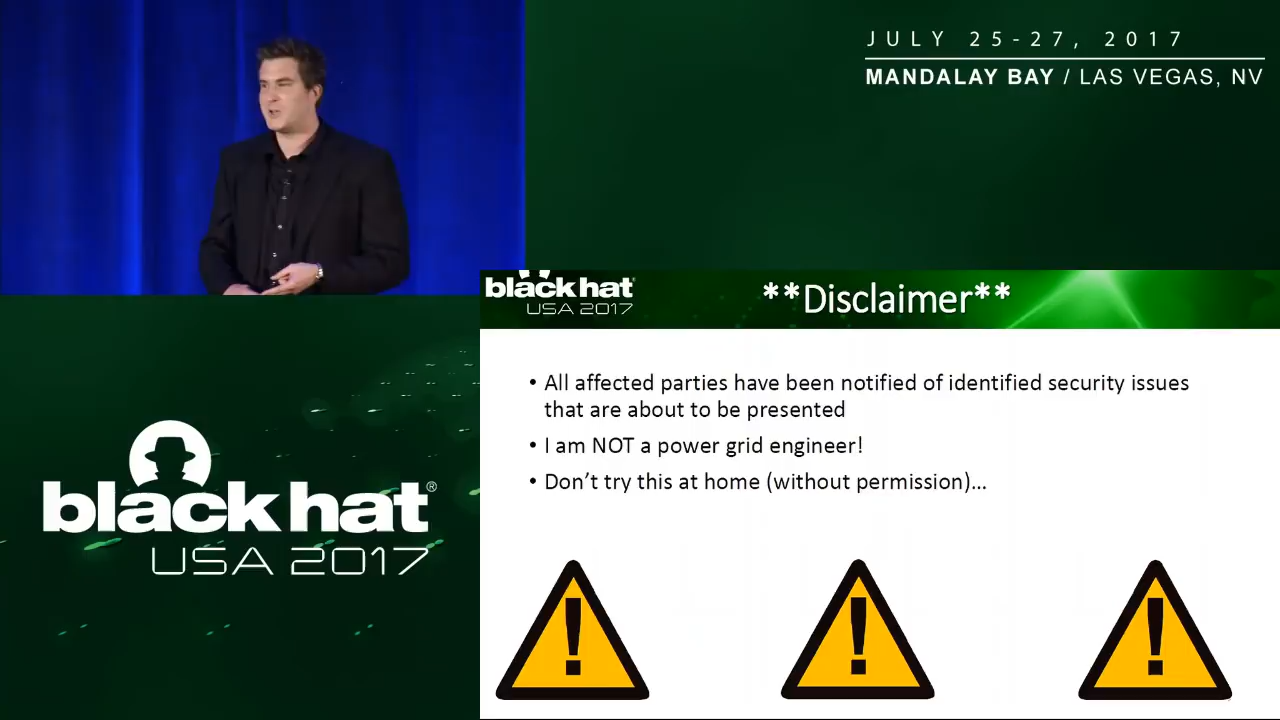 JULY 25-27, 2017
MANDALAY BAY / LAS VEGAS, NV
black hat
USA 2017
**Disclaimer**
• All affected parties have been notified of identified security issues
that are about to be presented
• I am NOT a power grid engineer!
• Don't try this at home (without permission)...
black hat®
USA 2017